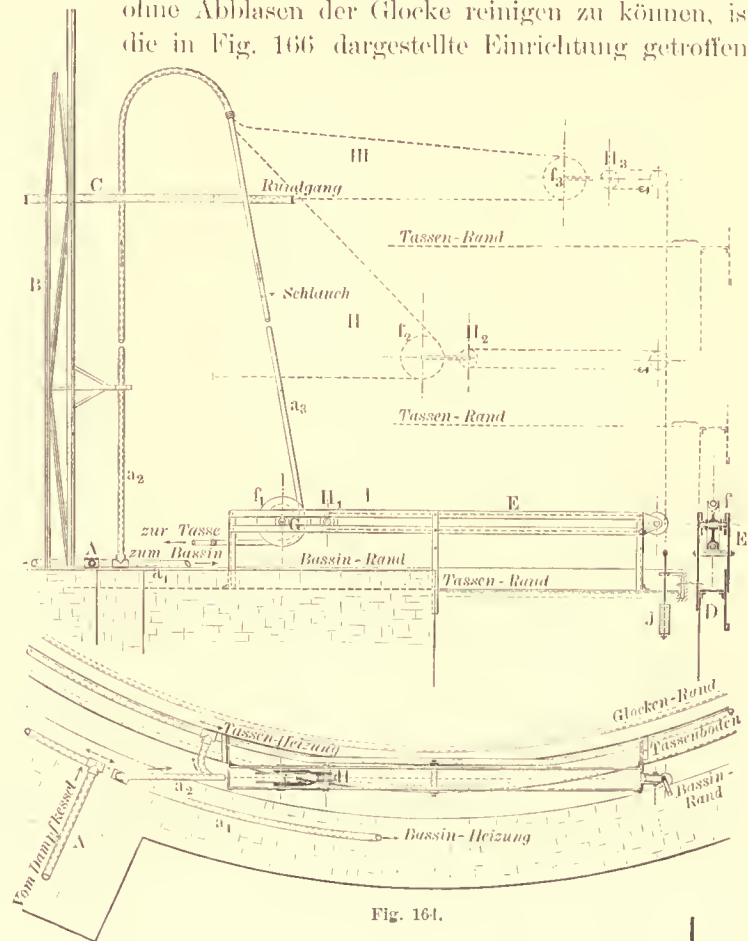 ohne Abblasen der Glocke reinigen zu können, is
die in Fig. 166 dargestellte Einrichtung getroffen
III
f₃
H₃
C
Rundgang
Tassen-Rand
B
Schlauch
II
f₂
H₂
a₃
Tassen-Rand
a₂
f₁
H₁
I
E
f
G
zur Tasse
zum Bassin
E
A
a₁
Bassin-Rand
Tassen-Rand
J
D
Glocken-Rand
Tassen-Heizung
Tassenboden
a₂
Bassin-
Rand
a₁
Bassin-Heizung
Vom Dampfkessel
A
Fig. 164.